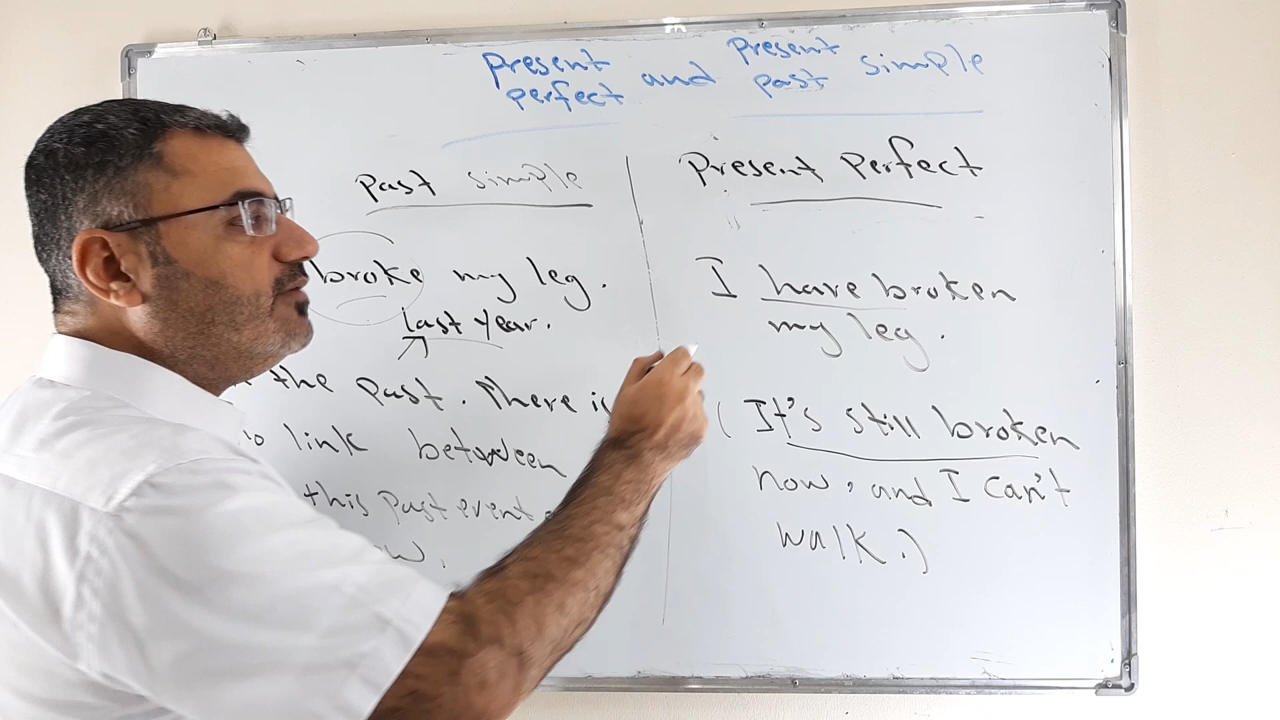 present present
perfect and past simple
past simple
broke my leg.
last year.
the past. There is
link between
this past event
Present perfect
I have broken
my leg.
(It's still broken
now, and I can't
walk.)